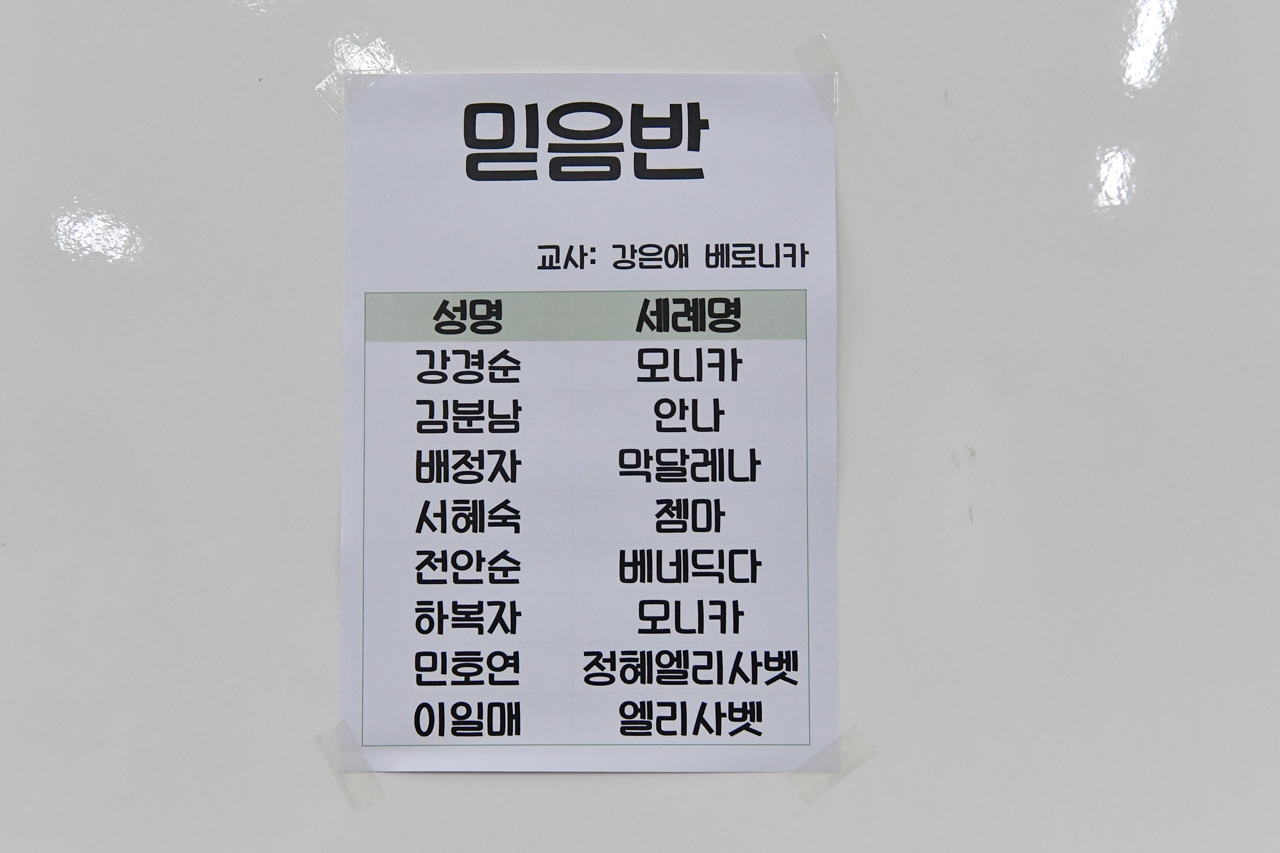 믿음반
교사: 강은애 베로니카
성명 세례명
강경순 모니카
김분남 안나
배정자 막달레나
서혜숙 젬마
전안순 베네딕다
하복자 모니카
민호연 정혜엘리사벳
이일매 엘리사벳